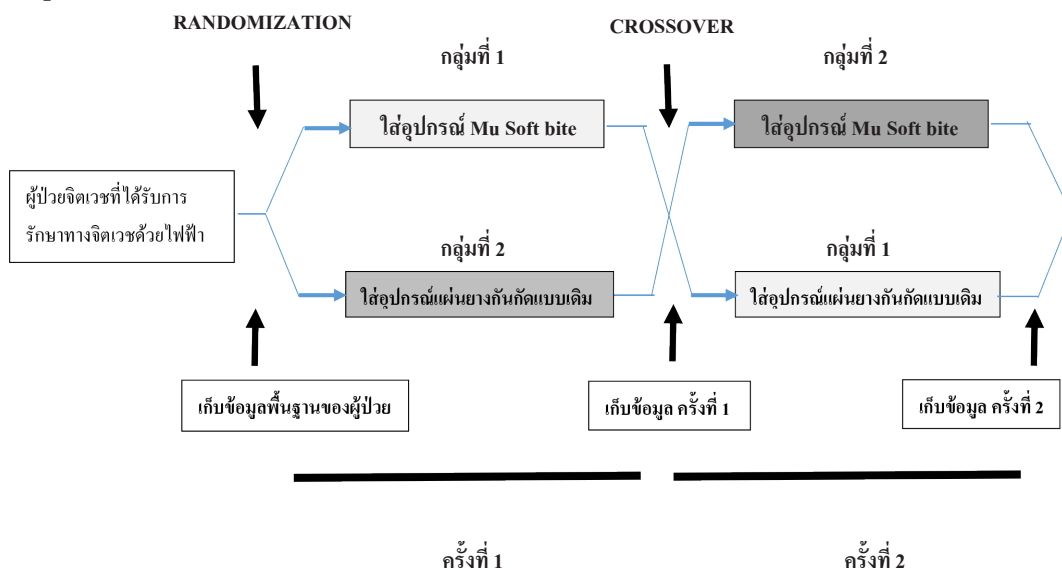 RANDOMIZATION
CROSSOVER
กลุ่มที่ 1
กลุ่มที่ 2
ใส่อุปกรณ์ Mu Soft bite
ใส่อุปกรณ์ Mu Soft bite
ผู้ป่วยจิตเวชที่ได้รับการ
รักษาทางจิตเวชด้วยไฟฟ้า
กลุ่มที่ 2
กลุ่มที่ 1
ใส่อุปกรณ์แผ่นยางกันกัดแบบเดิม
ใส่อุปกรณ์แผ่นยางกันกัดแบบเดิม
เก็บข้อมูลพื้นฐานของผู้ป่วย
เก็บข้อมูล ครั้งที่ 1
เก็บข้อมูล ครั้งที่ 2
ครั้งที่ 1
ครั้งที่ 2